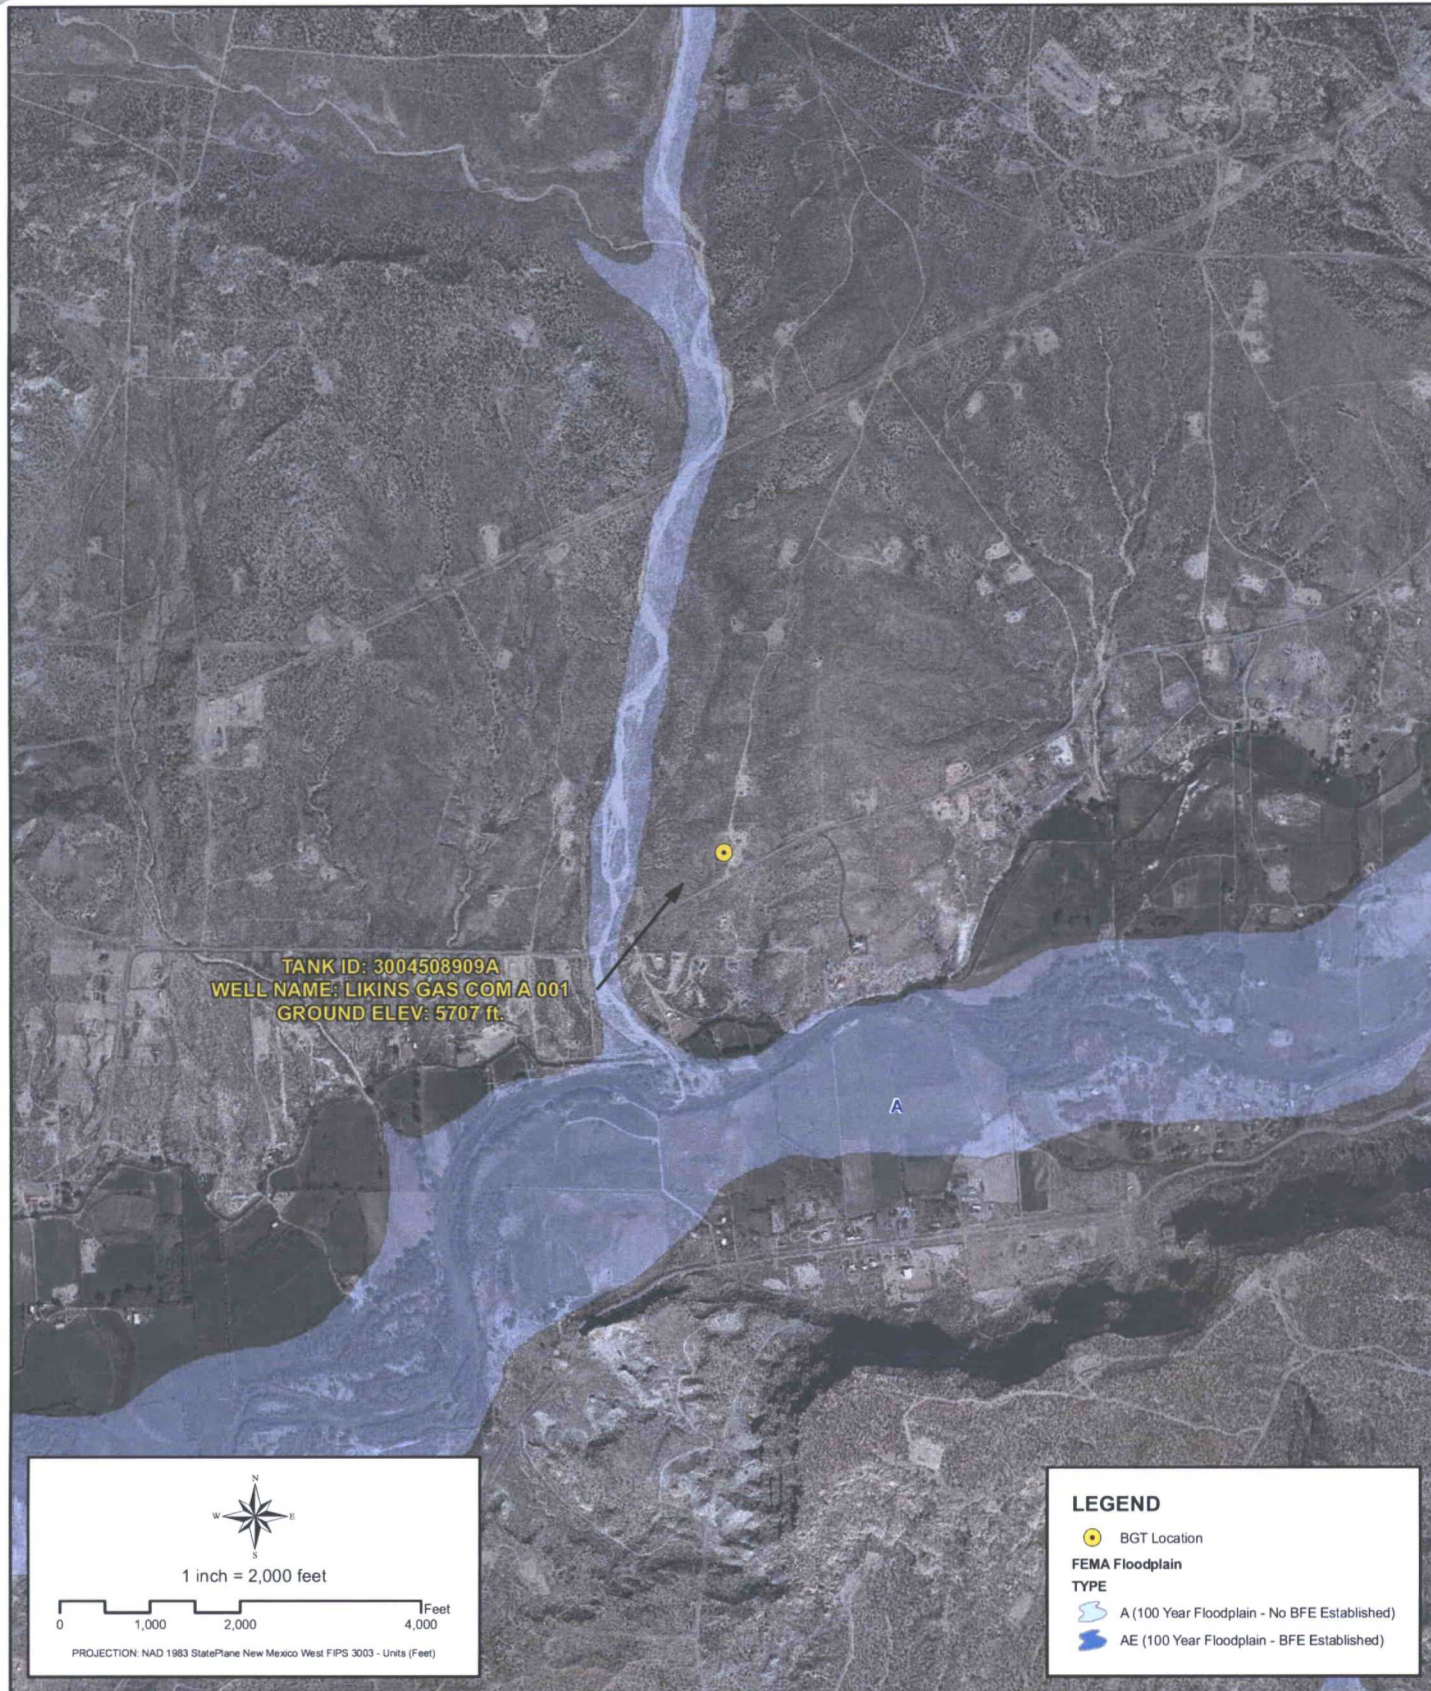 TANK ID: 3004508909A
WELL NAME: LIKINS GAS COM A 001
GROUND ELEV: 5707 ft.
A
N
W E
S
1 inch = 2,000 feet
Feet
0 1,000 2,000 4,000
PROJECTION: NAD 1983 StatePlane New Mexico West FIPS 3003 - Units (Feet)
LEGEND
BGT Location
FEMA Floodplain
TYPE
A (100 Year Floodplain - No BFE Established)
AE (100 Year Floodplain - BFE Established)